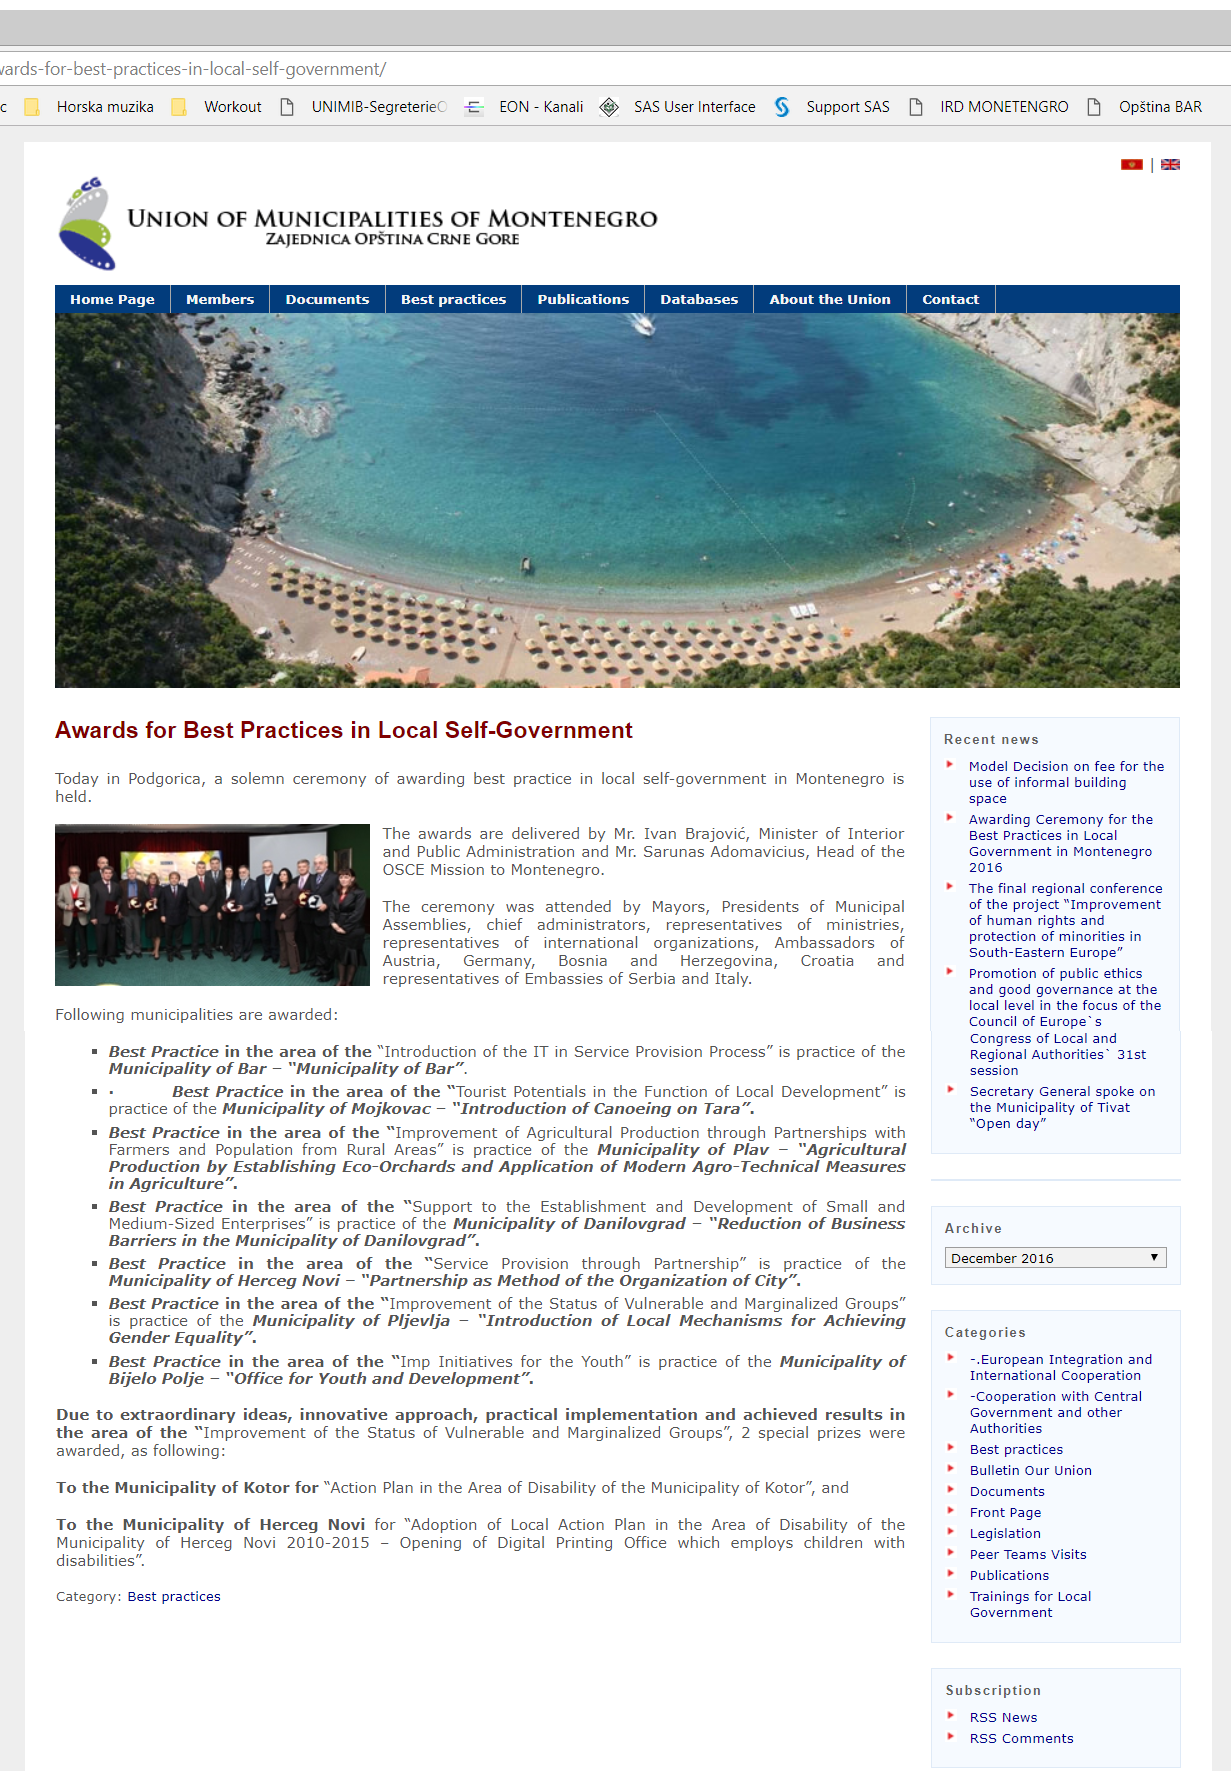 wards-for-best-practices-in-local-self-government/
c Horska muzika Workout UNIMIB-SegreterieO EON - Kanali SAS User Interface Support SAS IRD MONETENGRO Opština BAR
|
UOCG
UNION OF MUNICIPALITIES OF MONTENEGRO
ZAJEDNICA OPŠTINA CRNE GORE
Home Page Members Documents Best practices Publications Databases About the Union Contact
Awards for Best Practices in Local Self-Government
Today in Podgorica, a solemn ceremony of awarding best practice in local self-government in Montenegro is
held.
The awards are delivered by Mr. Ivan Brajović, Minister of Interior
and Public Administration and Mr. Sarunas Adomavicius, Head of the
OSCE Mission to Montenegro.
The ceremony was attended by Mayors, Presidents of Municipal
Assemblies, chief administrators, representatives of ministries,
representatives of international organizations, Ambassadors of
Austria, Germany, Bosnia and Herzegovina, Croatia and
representatives of Embassies of Serbia and Italy.
Following municipalities are awarded:
▪ Best Practice in the area of the “Introduction of the IT in Service Provision Process” is practice of the
Municipality of Bar – “Municipality of Bar”.
▪ · Best Practice in the area of the “Tourist Potentials in the Function of Local Development” is
practice of the Municipality of Mojkovac – “Introduction of Canoeing on Tara”.
▪ Best Practice in the area of the “Improvement of Agricultural Production through Partnerships with
Farmers and Population from Rural Areas” is practice of the Municipality of Plav – “Agricultural
Production by Establishing Eco-Orchards and Application of Modern Agro-Technical Measures
in Agriculture”.
▪ Best Practice in the area of the “Support to the Establishment and Development of Small and
Medium-Sized Enterprises” is practice of the Municipality of Danilovgrad – “Reduction of Business
Barriers in the Municipality of Danilovgrad”.
▪ Best Practice in the area of the “Service Provision through Partnership” is practice of the
Municipality of Herceg Novi – “Partnership as Method of the Organization of City”.
▪ Best Practice in the area of the “Improvement of the Status of Vulnerable and Marginalized Groups”
is practice of the Municipality of Pljevlja – “Introduction of Local Mechanisms for Achieving
Gender Equality”.
▪ Best Practice in the area of the “Imp Initiatives for the Youth” is practice of the Municipality of
Bijelo Polje – “Office for Youth and Development”.
Due to extraordinary ideas, innovative approach, practical implementation and achieved results in
the area of the “Improvement of the Status of Vulnerable and Marginalized Groups”, 2 special prizes were
awarded, as following:
To the Municipality of Kotor for “Action Plan in the Area of Disability of the Municipality of Kotor”, and
To the Municipality of Herceg Novi for “Adoption of Local Action Plan in the Area of Disability of the
Municipality of Herceg Novi 2010-2015 – Opening of Digital Printing Office which employs children with
disabilities”.
Category: Best practices
Recent news
Model Decision on fee for the
use of informal building
space
Awarding Ceremony for the
Best Practices in Local
Government in Montenegro
2016
The final regional conference
of the project “Improvement
of human rights and
protection of minorities in
South-Eastern Europe”
Promotion of public ethics
and good governance at the
local level in the focus of the
Council of Europe`s
Congress of Local and
Regional Authorities` 31st
session
Secretary General spoke on
the Municipality of Tivat
“Open day”
Archive
December 2016
Categories
-.European Integration and
International Cooperation
-Cooperation with Central
Government and other
Authorities
Best practices
Bulletin Our Union
Documents
Front Page
Legislation
Peer Teams Visits
Publications
Trainings for Local
Government
Subscription
RSS News
RSS Comments